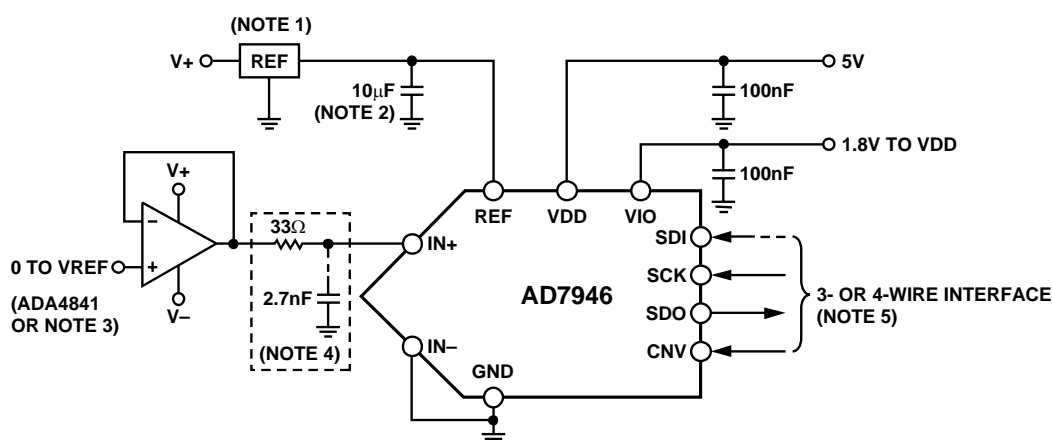 (NOTE 1)
V+
REF
10µF
(NOTE 2)
5V
100nF
1.8V TO VDD
100nF
V+
−
+
0 TO VREF
(ADA4841
OR NOTE 3)
V–
33Ω
2.7nF
(NOTE 4)
REF
VDD
VIO
IN+
IN–
GND
AD7946
SDI
SCK
SDO
CNV
3- OR 4-WIRE INTERFACE
(NOTE 5)